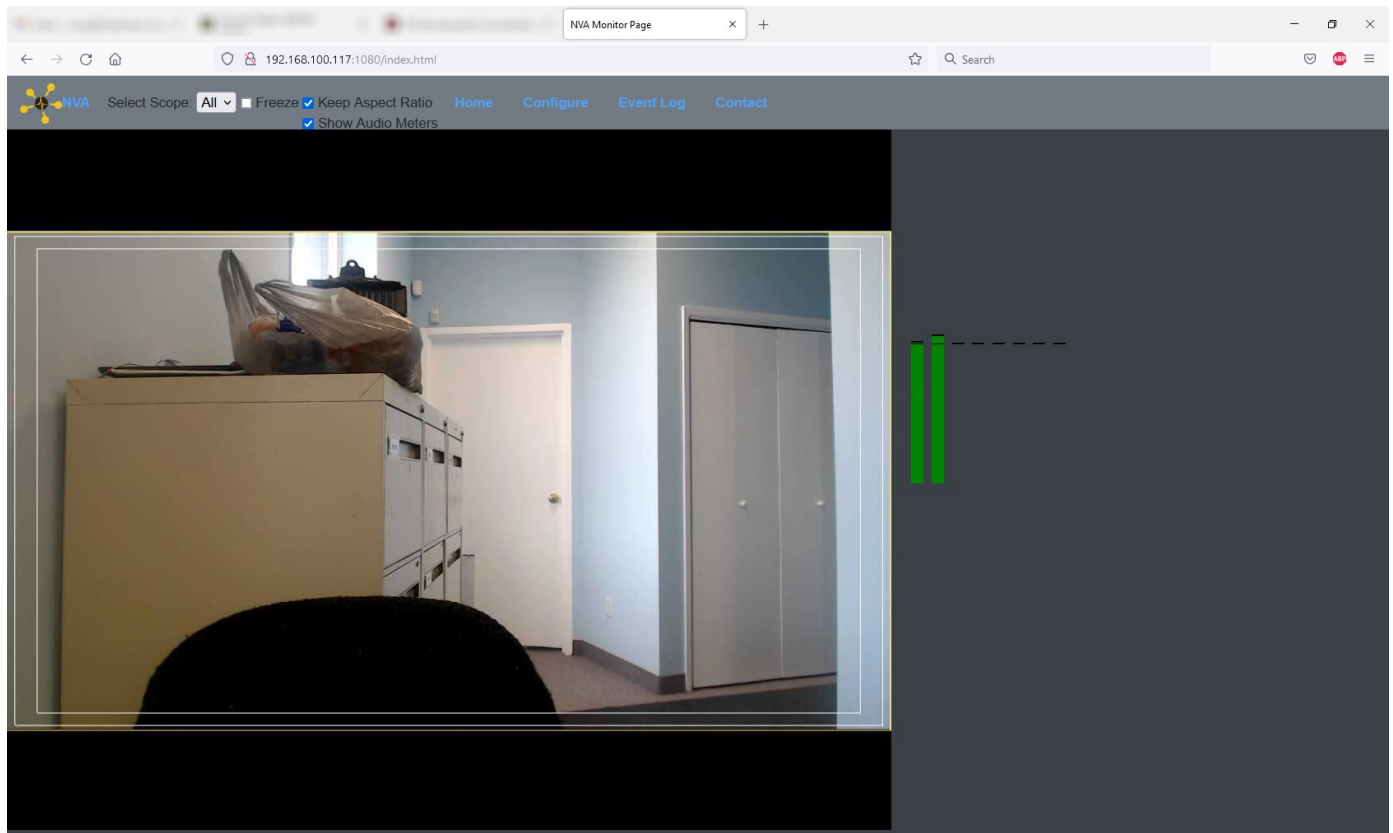 NVA Monitor Page
192.168.100.117:1080/index.html
Search
ABP
NVA Select Scope: All Freeze Keep Aspect Ratio Home Configure Event Log Contact
Show Audio Meters